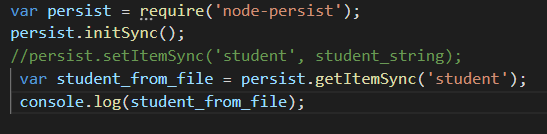 var persist = require('node-persist');
persist.initSync();
//persist.setItemSync('student', student_string);
var student_from_file = persist.getItemSync('student');
console.log(student_from_file);